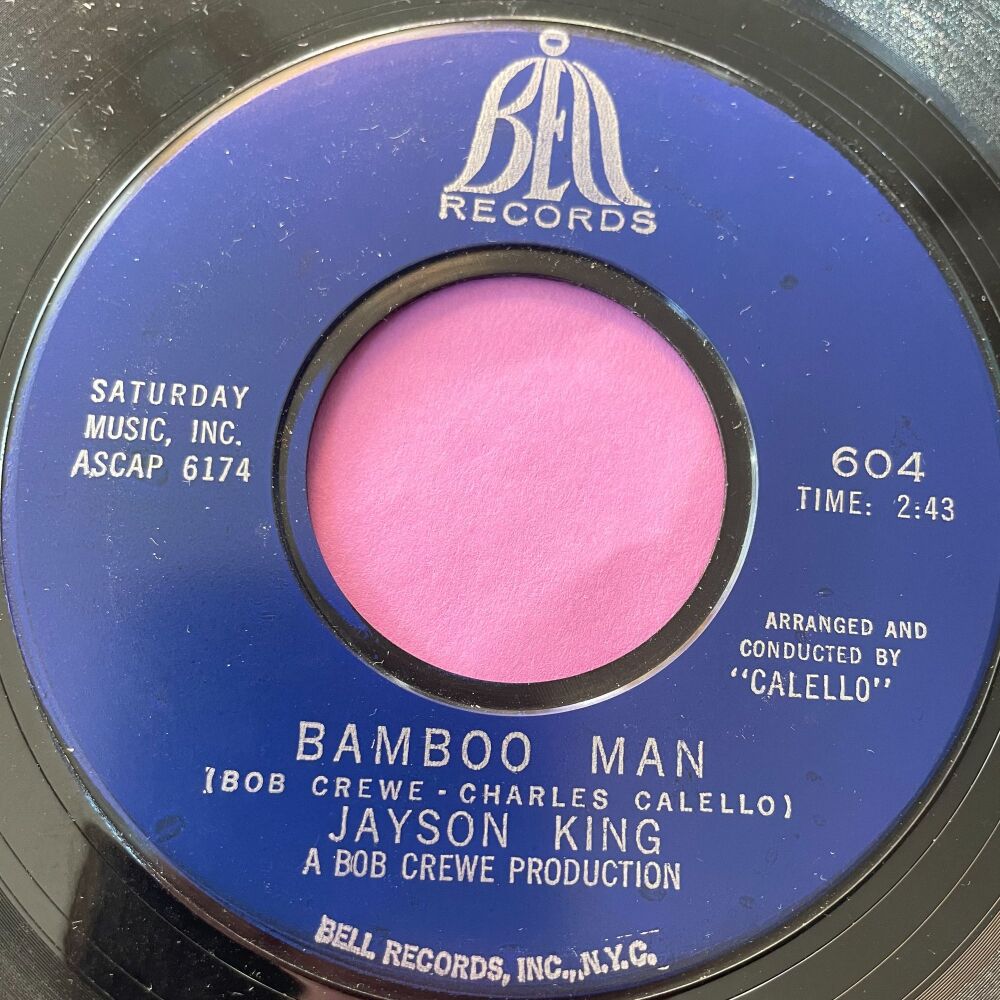 BELL
RECORDS
SATURDAY
MUSIC, INC.
ASCAP 6174
604
TIME: 2:43
ARRANGED AND
CONDUCTED BY
"CALELLO"
BAMBOO MAN
(BOB CREWE - CHARLES CALELLO)
JAYSON KING
A BOB CREWE PRODUCTION
BELL RECORDS, INC., N.Y.C.